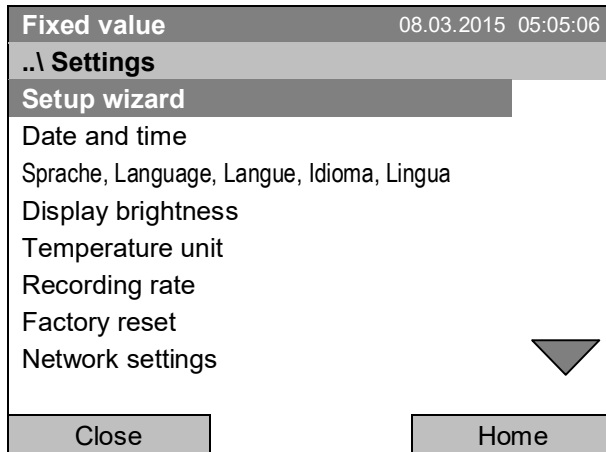 Fixed value 08.03.2015 05:05:06
..\ Settings
Setup wizard
Date and time
Sprache, Language, Langue, Idioma, Lingua
Display brightness
Temperature unit
Recording rate
Factory reset
Network settings
Close Home